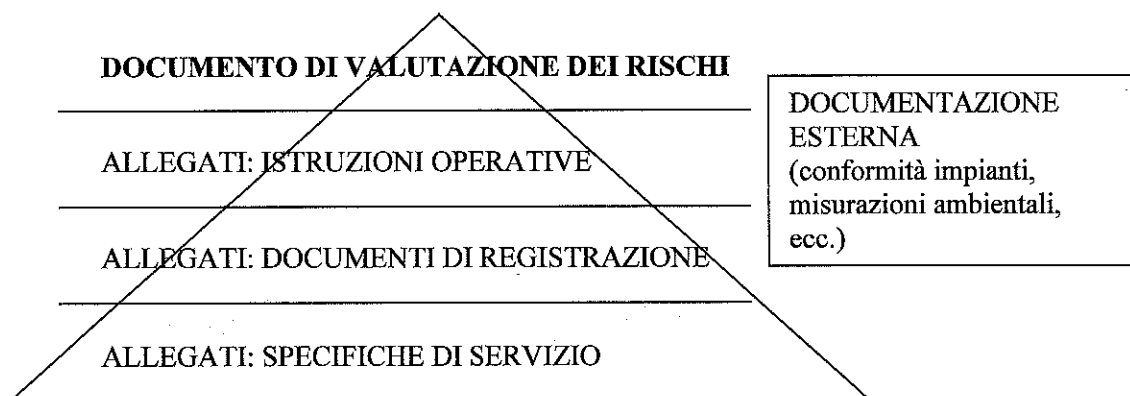 DOCUMENTO DI VALUTAZIONE DEI RISCHI
ALLEGATI: ISTRUZIONI OPERATIVE
ALLEGATI: DOCUMENTI DI REGISTRAZIONE
ALLEGATI: SPECIFICHE DI SERVIZIO
DOCUMENTAZIONE
ESTERNA
(conformità impianti,
misurazioni ambientali,
ecc.)